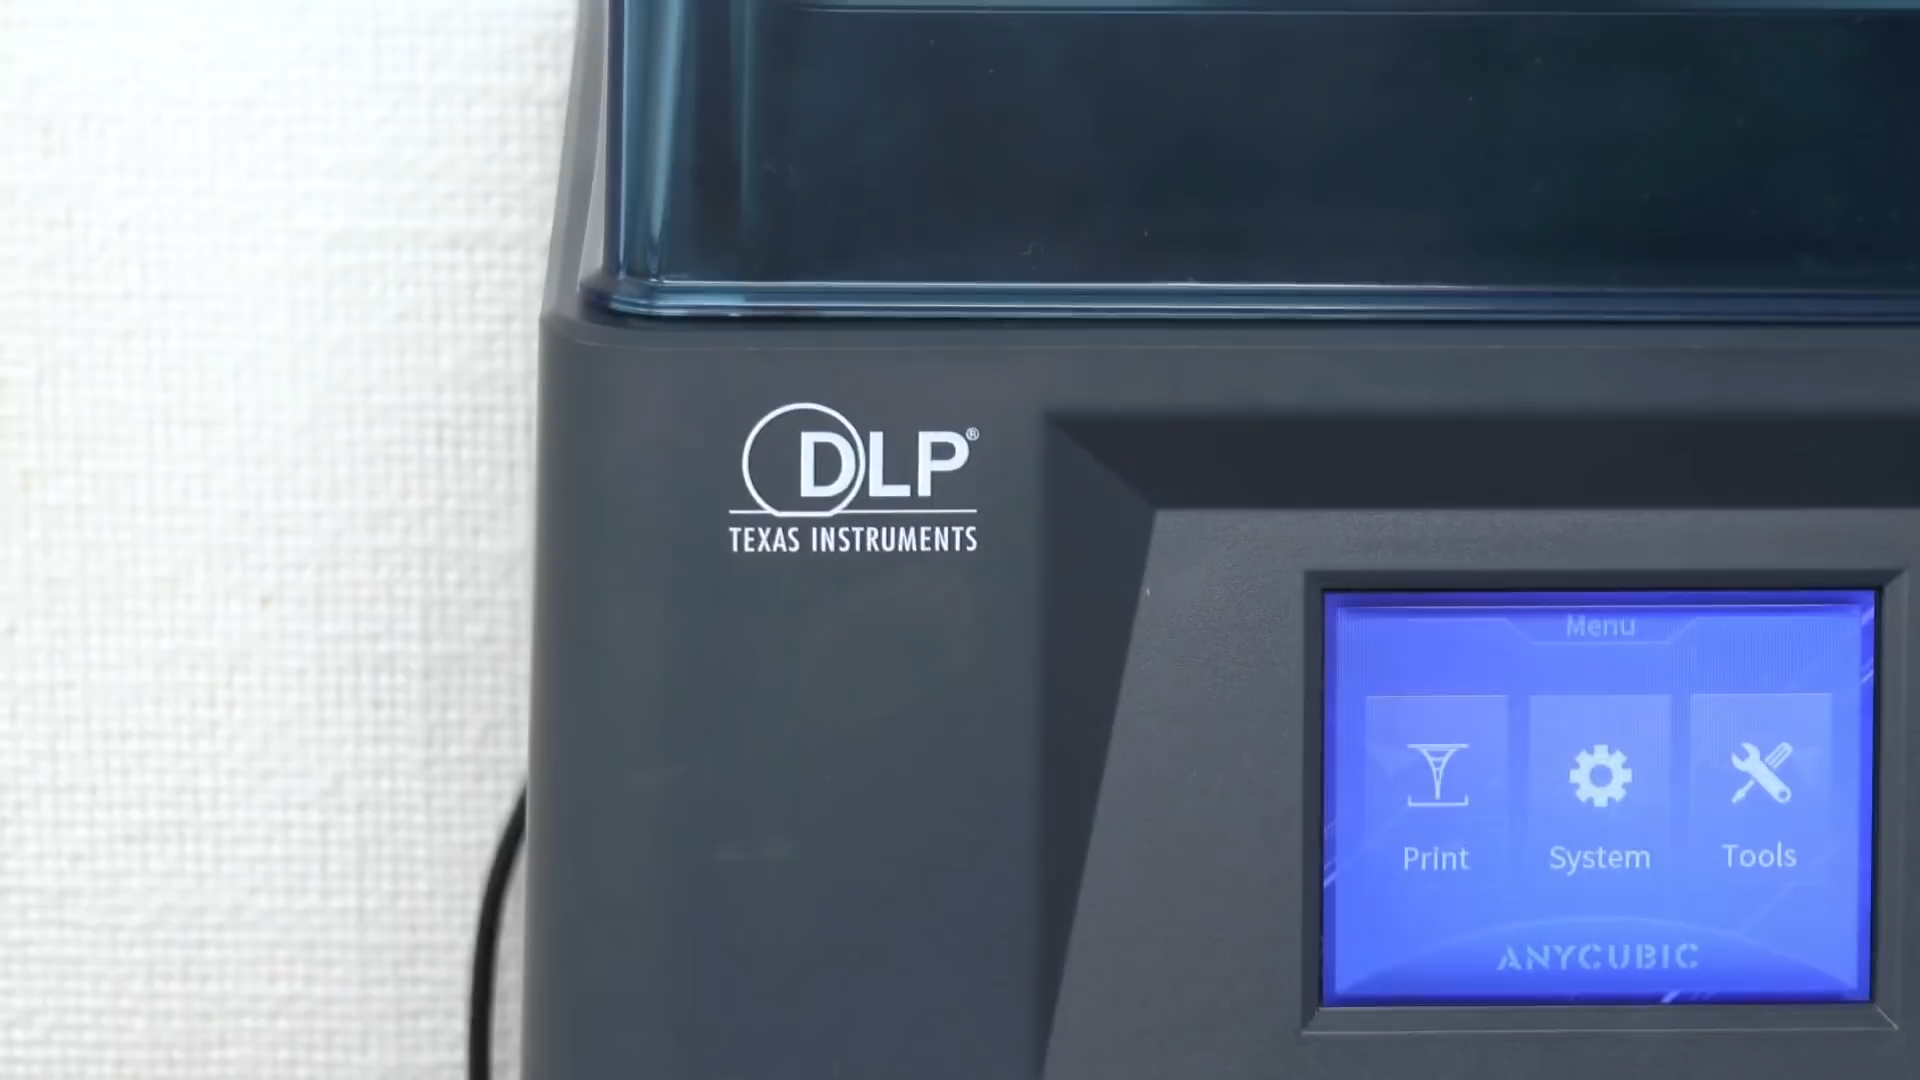 DLP®
TEXAS INSTRUMENTS
Menu
Print
System
Tools
ANYCUBIC